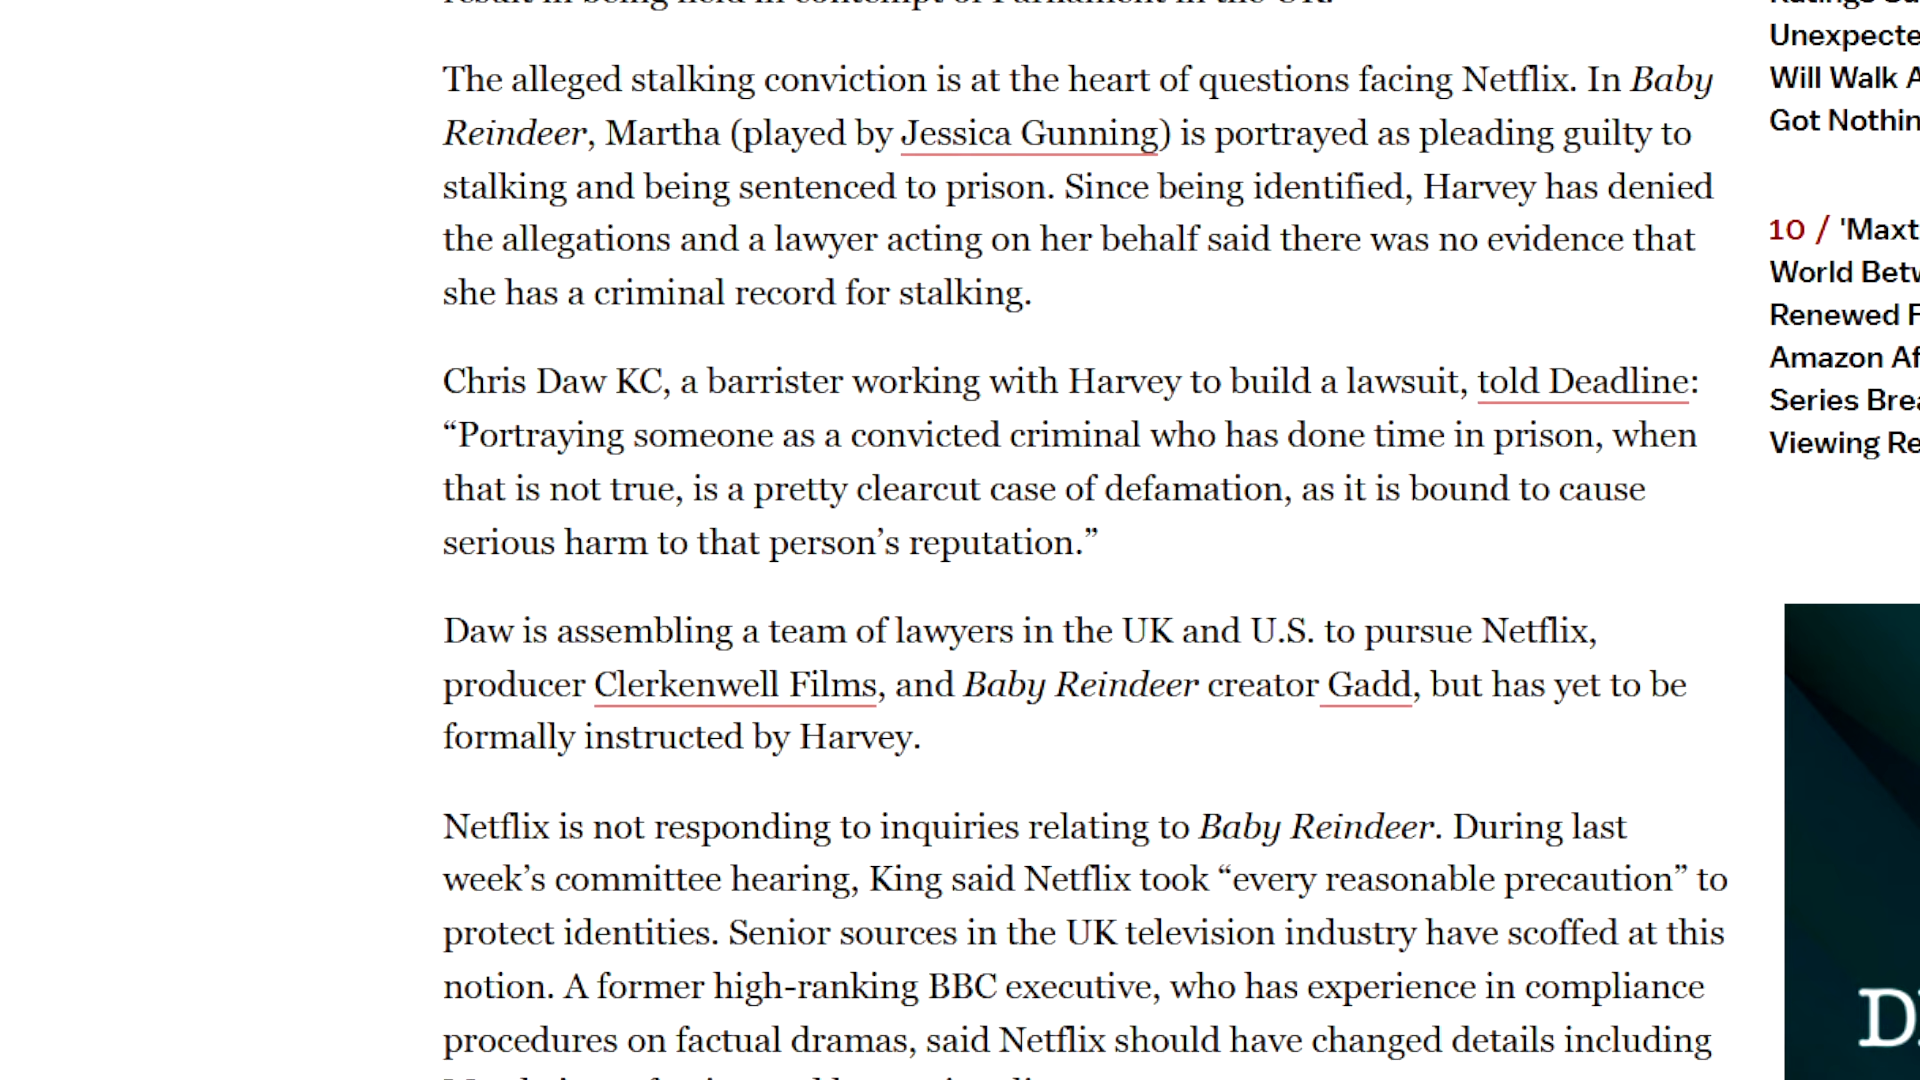 The alleged stalking conviction is at the heart of questions facing Netflix. In Baby
Reindeer, Martha (played by Jessica Gunning) is portrayed as pleading guilty to
stalking and being sentenced to prison. Since being identified, Harvey has denied
the allegations and a lawyer acting on her behalf said there was no evidence that
she has a criminal record for stalking.
Chris Daw KC, a barrister working with Harvey to build a lawsuit, told Deadline:
“Portraying someone as a convicted criminal who has done time in prison, when
that is not true, is a pretty clearcut case of defamation, as it is bound to cause
serious harm to that person’s reputation.”
Daw is assembling a team of lawyers in the UK and U.S. to pursue Netflix,
producer Clerkenwell Films, and Baby Reindeer creator Gadd, but has yet to be
formally instructed by Harvey.
Netflix is not responding to inquiries relating to Baby Reindeer. During last
week’s committee hearing, King said Netflix took “every reasonable precaution” to
protect identities. Senior sources in the UK television industry have scoffed at this
notion. A former high-ranking BBC executive, who has experience in compliance
procedures on factual dramas, said Netflix should have changed details including
Unexpecte
Will Walk A
Got Nothin
10 / 'Maxt
World Betw
Renewed F
Amazon Af
Series Brea
Viewing Re